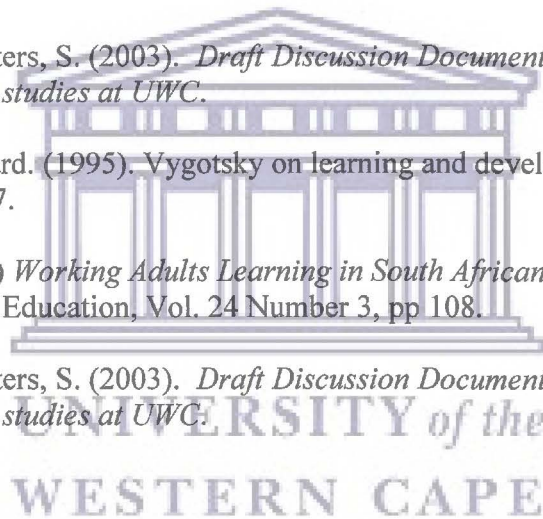 ters, S. (2003). Draft Discussion Document
studies at UWC.
ard. (1995). Vygotsky on learning and devel
7.
) Working Adults Learning in South African
Education, Vol. 24 Number 3, pp 108.
ters, S. (2003). Draft Discussion Document
studies at UWC.
UNIVERSITY of the
WESTERN CAPE